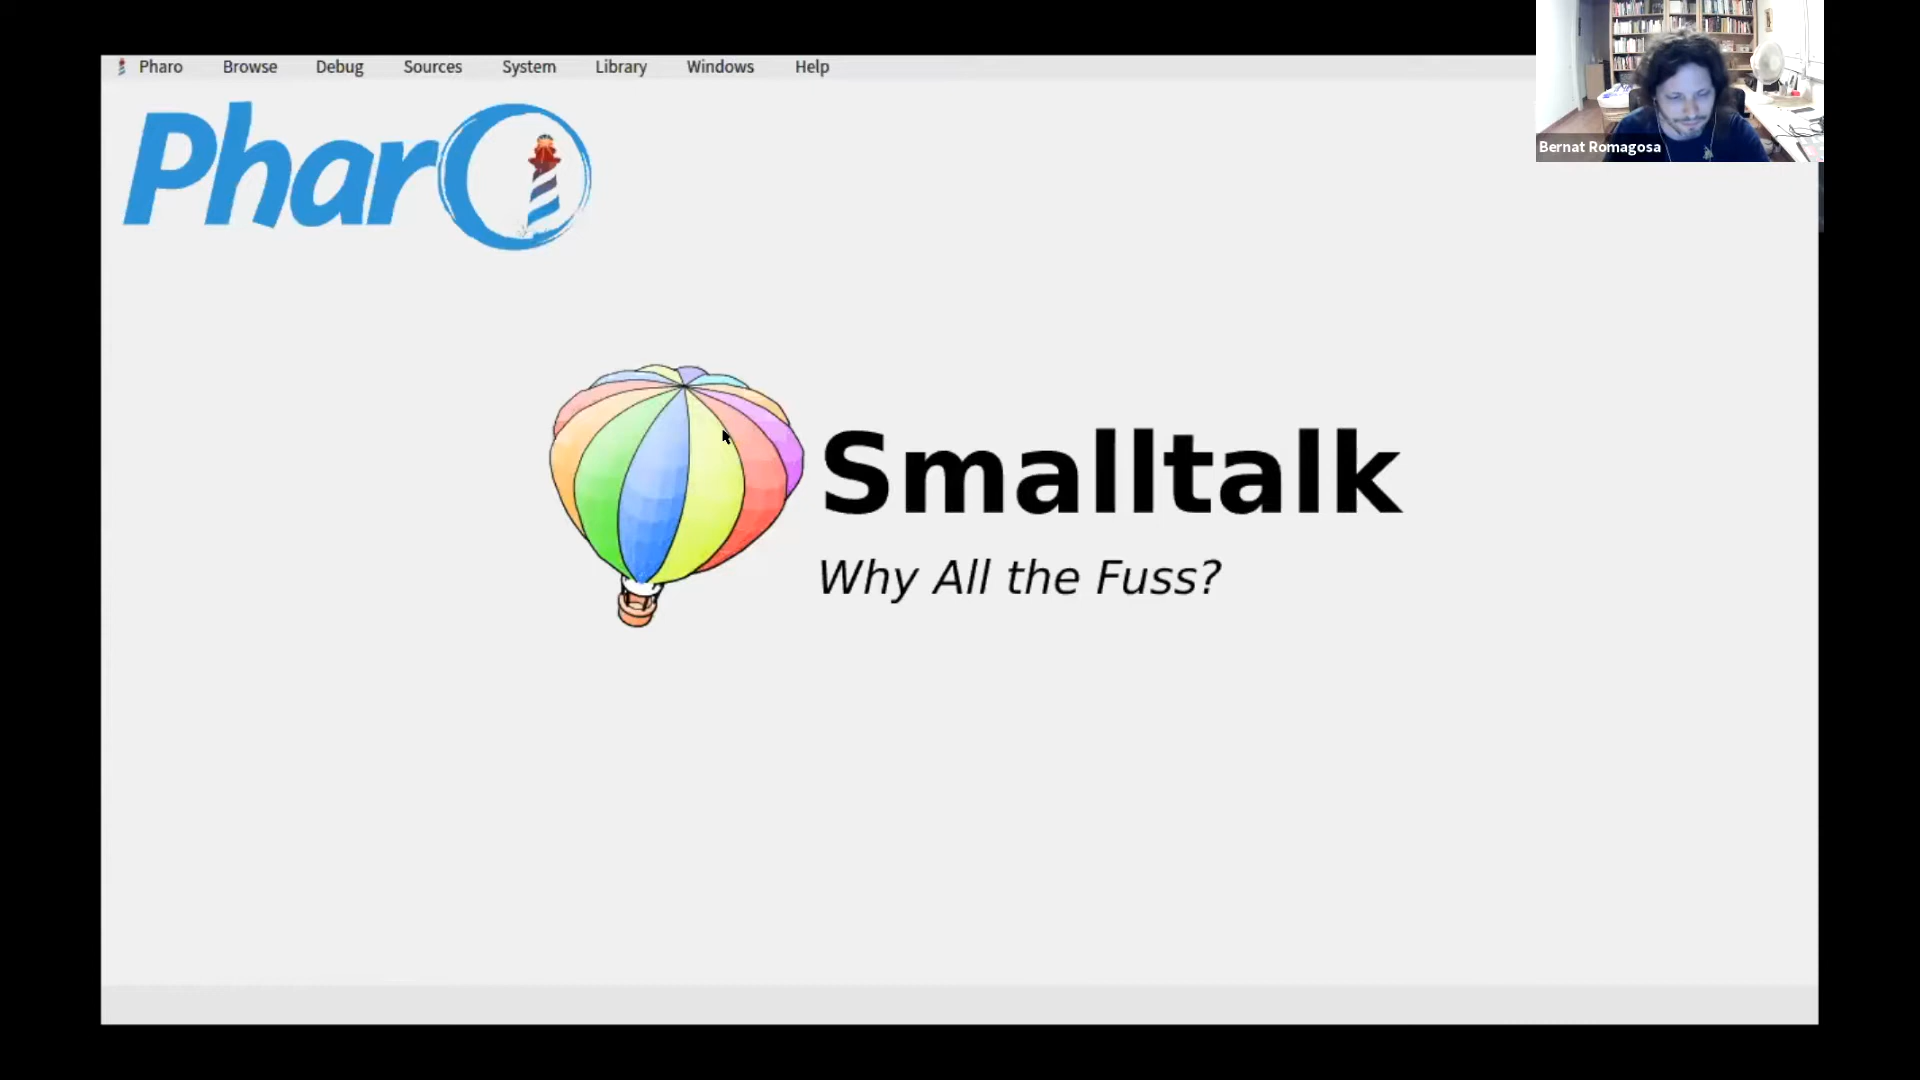 Pharo Browse Debug Sources System Library Windows Help
Pharo
Bernat Romagosa
Smalltalk
Why All the Fuss?